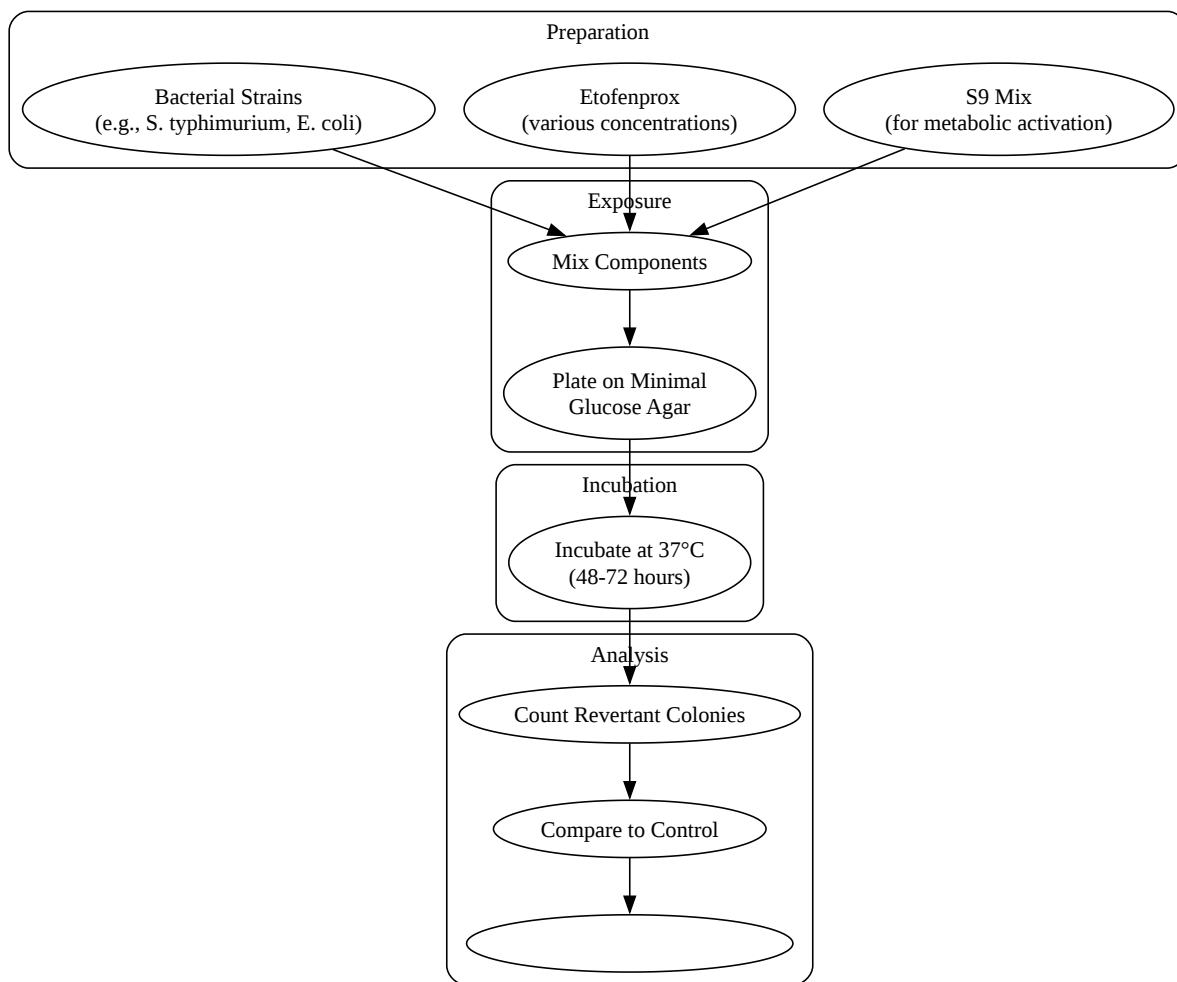 Preparation
Bacterial Strains
(e.g., S. typhimurium, E. coli)
Etofenprox
(various concentrations)
S9 Mix
(for metabolic activation)
Exposure
Mix Components
Plate on Minimal
Glucose Agar
Incubation
Incubate at 37°C
(48-72 hours)
Analysis
Count Revertant Colonies
Compare to Control